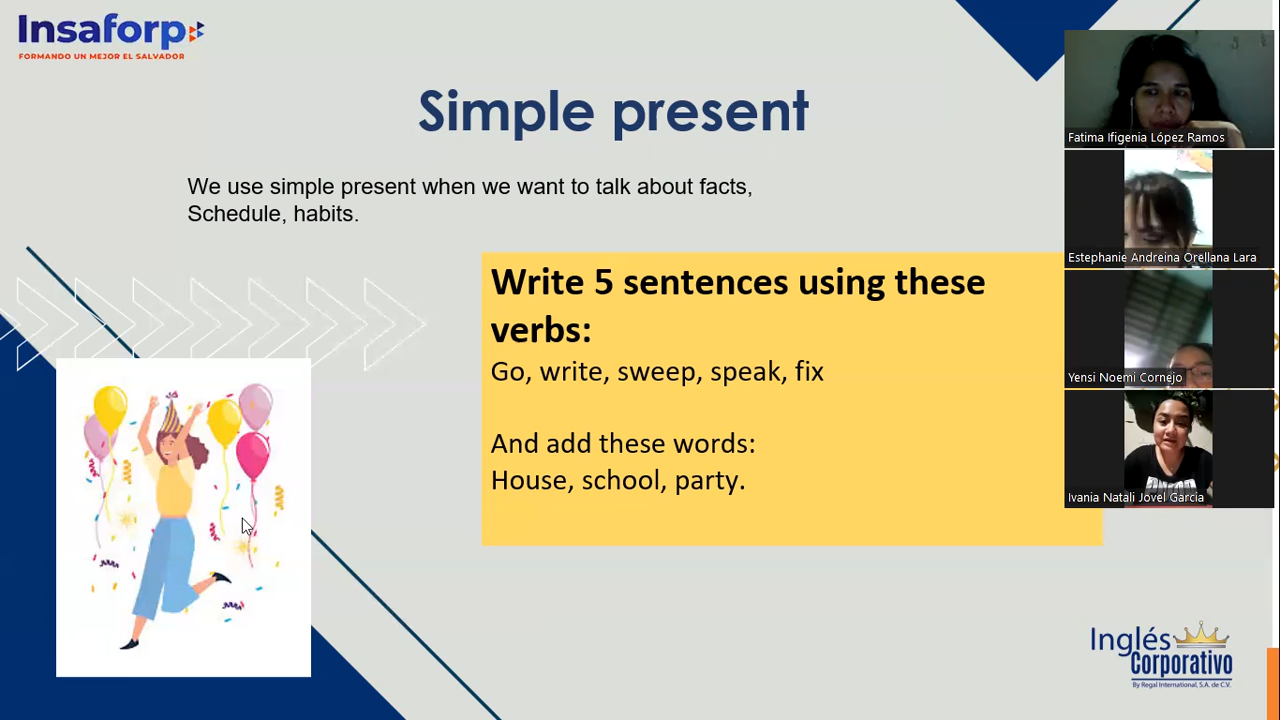 Insaforp
FORMANDO UN MEJOR EL SALVADOR
Simple present
We use simple present when we want to talk about facts,
Schedule, habits.
Write 5 sentences using these
verbs:
Go, write, sweep, speak, fix
And add these words:
House, school, party.
Fatima Ifigenia López Ramos
Estephanie Andreina Orellana Lara
Yensi Noemi Cornejo
Ivania Natali Jovel Garcia
Inglés
Corporativo
By Regal International, S.A. de C.V.